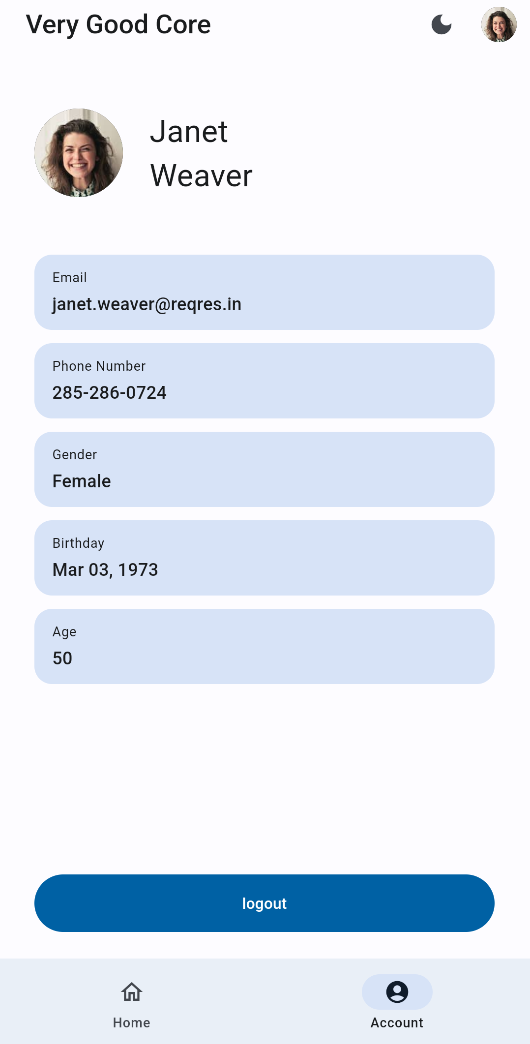 Very Good Core
Janet
Weaver
Email
janet.weaver@reqres.in
Phone Number
285-286-0724
Gender
Female
Birthday
Mar 03, 1973
Age
50
logout
Home
Account